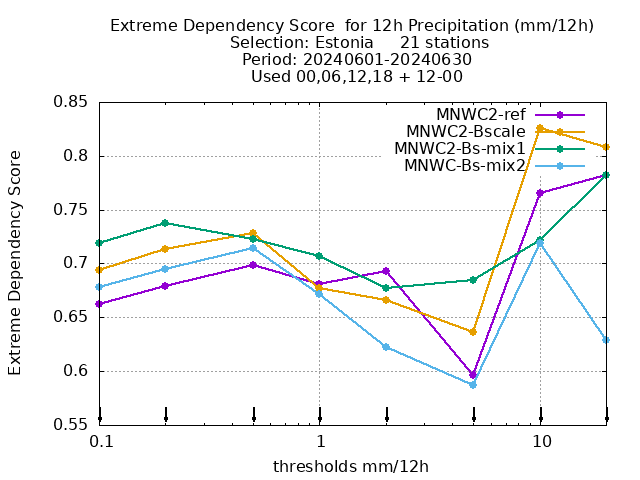 Extreme Dependency Score  for 12h Precipitation (mm/12h)
Selection: Estonia     21 stations
Period: 20240601-20240630
Used 00,06,12,18 + 12-00
MNWC2-ref
MNWC2-Bscale
MNWC2-Bs-mix1
MNWC-Bs-mix2
Extreme Dependency Score
0.85
0.8
0.75
0.7
0.65
0.6
0.55
0.1 1 10
thresholds mm/12h